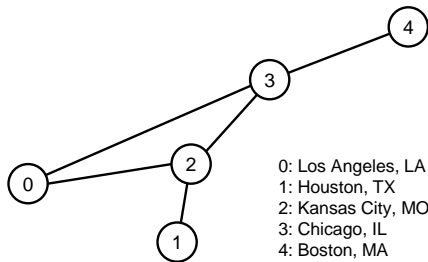 4
3
2
0
1
0: Los Angeles, LA
1: Houston, TX
2: Kansas City, MO
3: Chicago, IL
4: Boston, MA